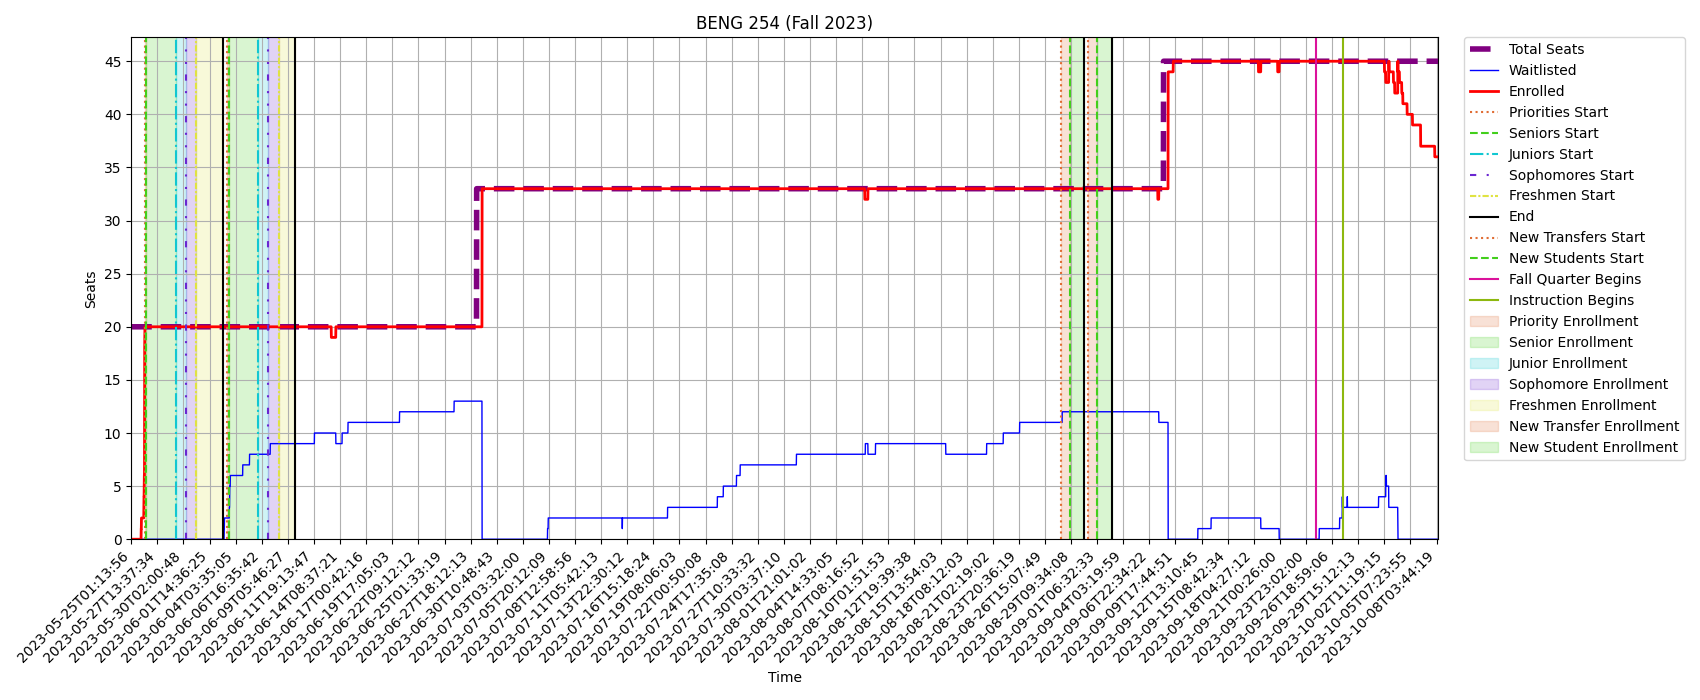 BENG 254 (Fall 2023)
Seats
45
40
35
30
25
20
15
10
5
0
2023-05-25T01:13:56
2023-05-27T13:37:34
2023-05-30T02:00:48
2023-06-01T14:36:25
2023-06-04T03:35:05
2023-06-06T16:35:42
2023-06-09T05:46:27
2023-06-11T19:13:47
2023-06-14T08:37:21
2023-06-17T00:42:16
2023-06-19T17:05:03
2023-06-22T09:12:12
2023-06-25T01:33:19
2023-06-27T18:12:13
2023-06-30T10:48:43
2023-07-03T03:32:00
2023-07-05T20:12:09
2023-07-08T12:58:56
2023-07-11T05:42:13
2023-07-13T22:30:12
2023-07-16T15:18:24
2023-07-19T08:06:03
2023-07-22T00:50:08
2023-07-24T17:35:08
2023-07-27T10:33:32
2023-07-30T03:37:10
2023-08-01T21:01:02
2023-08-04T14:33:05
2023-08-07T08:16:52
2023-08-10T01:51:53
2023-08-12T19:39:38
2023-08-15T13:54:03
2023-08-18T08:12:03
2023-08-21T02:19:02
2023-08-23T20:36:19
2023-08-26T15:07:49
2023-08-29T09:34:08
2023-09-01T06:32:33
2023-09-04T03:19:59
2023-09-06T22:34:22
2023-09-09T17:44:51
2023-09-12T13:10:45
2023-09-15T08:42:34
2023-09-18T04:27:12
2023-09-21T00:26:00
2023-09-23T23:02:00
2023-09-26T18:59:06
2023-09-29T15:12:13
2023-10-02T11:19:15
2023-10-05T07:23:55
2023-10-08T03:44:19
Time
Total Seats
Waitlisted
Enrolled
Priorities Start
Seniors Start
Juniors Start
Sophomores Start
Freshmen Start
End
New Transfers Start
New Students Start
Fall Quarter Begins
Instruction Begins
Priority Enrollment
Senior Enrollment
Junior Enrollment
Sophomore Enrollment
Freshmen Enrollment
New Transfer Enrollment
New Student Enrollment